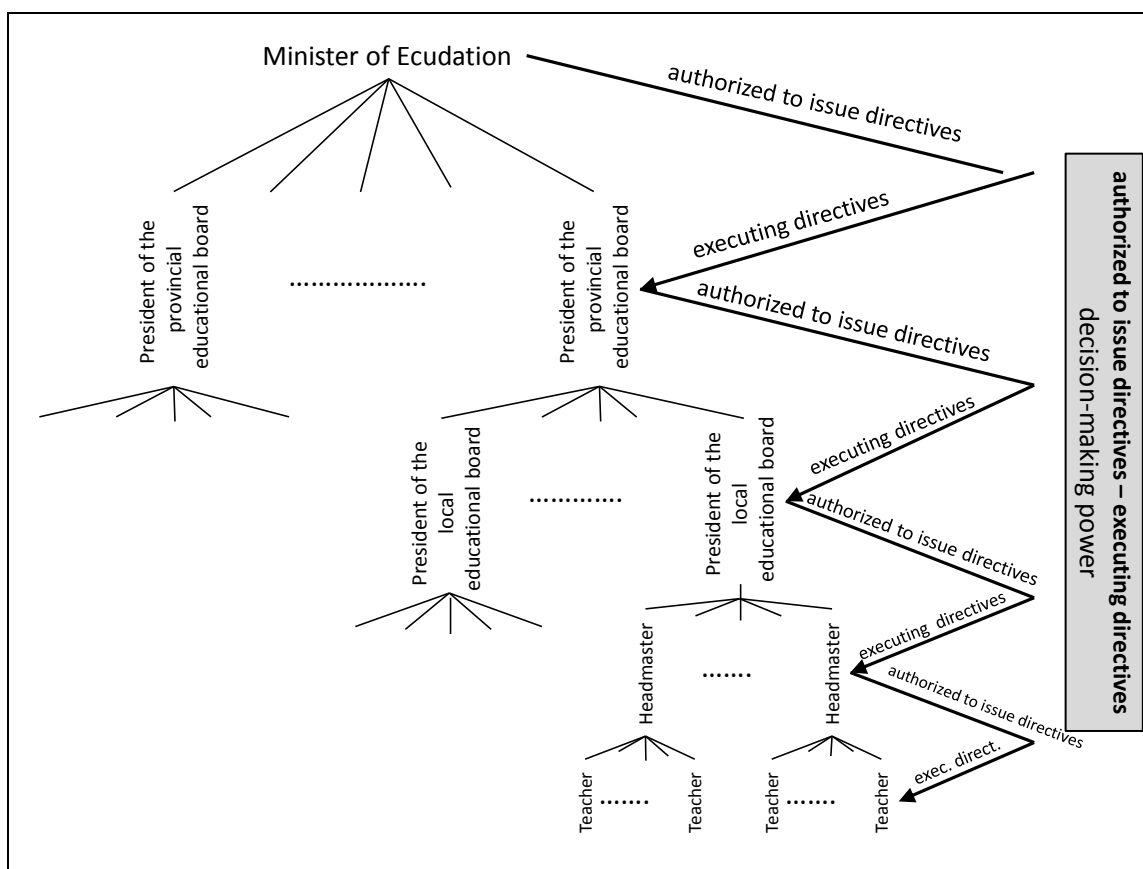 Minister of Ecudation
authorized to issue directives
executing directives
President of the
provincial
educational board
………………
President of the
provincial
educational board
authorized to issue directives
executing directives
President of the
local
educational board
………….
President of the
local
educational board
authorized to issue directives
executing directives
Headmaster
…….
Headmaster
authorized to issue directives
exec. direct.
Teacher
…….
Teacher
Teacher
…….
Teacher
authorized to issue directives – executing directives
decision-making power